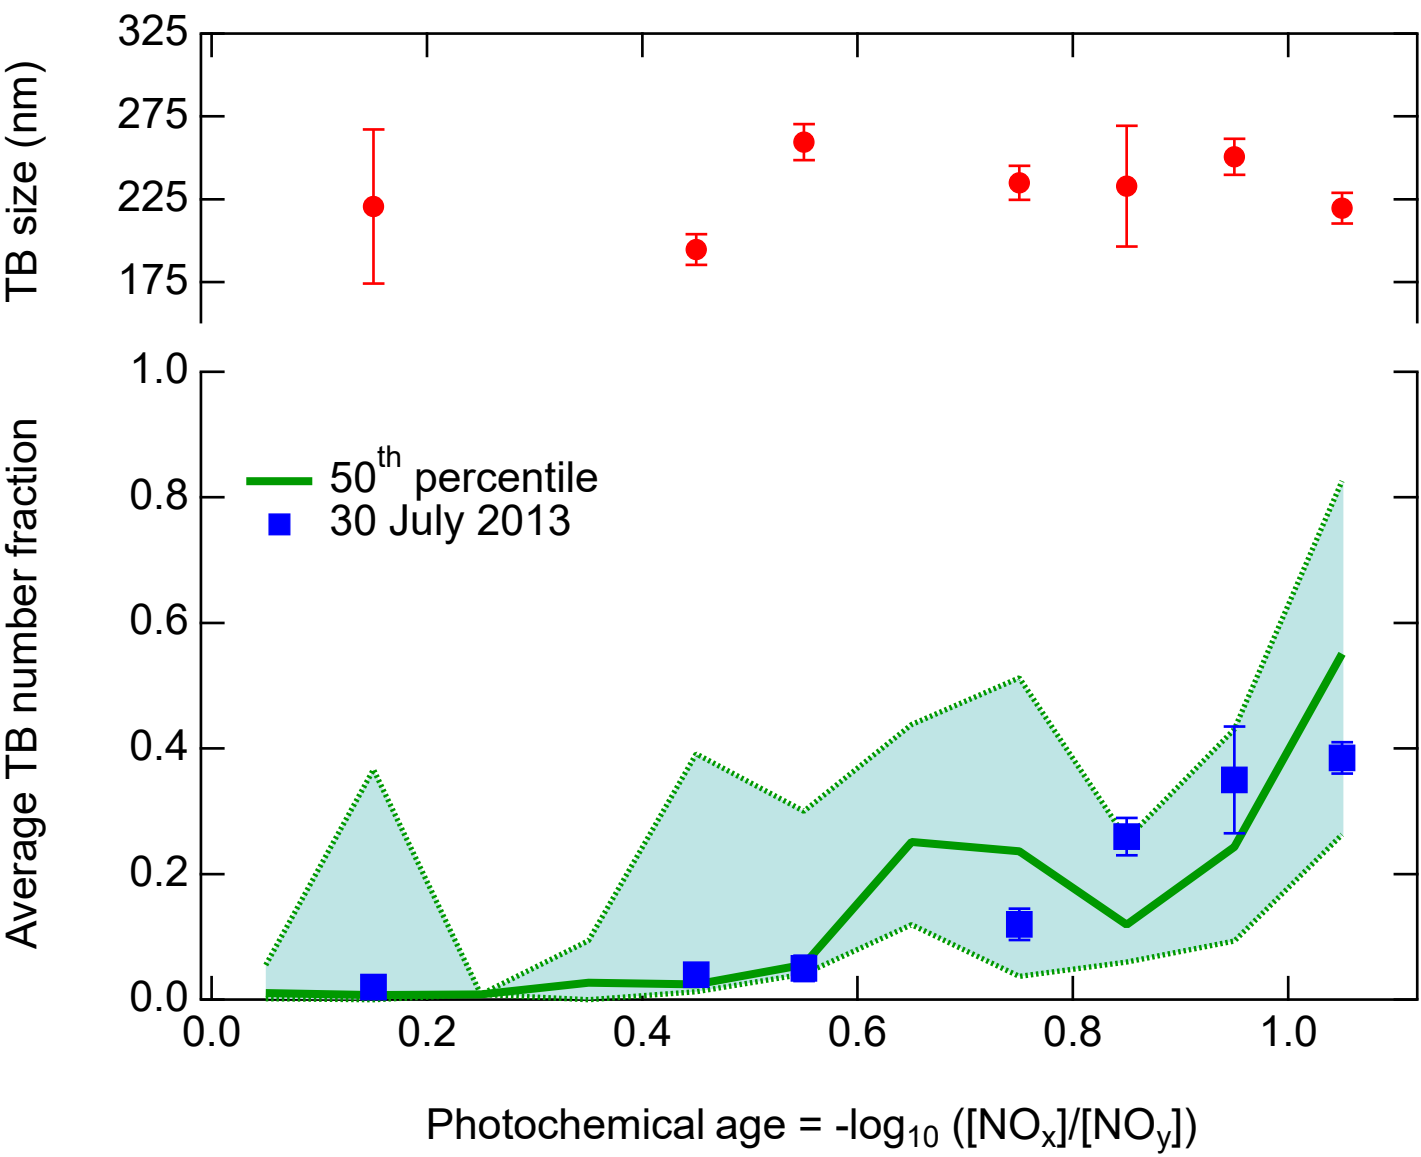 325
275
225
175
TB size (nm)
1.0
0.8
0.6
0.4
0.2
0.0
Average TB number fraction
50th percentile
30 July 2013
0.0 0.2 0.4 0.6 0.8 1.0
Photochemical age = -log10 ([NOx]/[NOy])